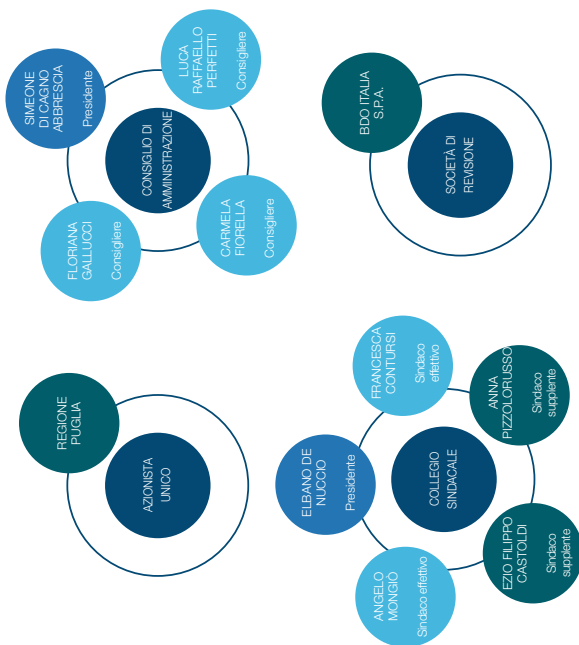 REGIONE
PUGLIA
AZIONISTA
UNICO
SIMEONE
DI CAGNO
ABBRESCIA
Presidente
FLORIANA
GALLUCCI
Consigliere
LUCA
RAFFAELLO
PERFETTI
Consigliere
CONSIGLIO DI
AMMINISTRAZIONE
CARMELA
FIORELLA
Consigliere
ELBANO DE
NUCCIO
Presidente
ANGELO
MONGIÒ
Sindaco effettivo
FRANCESCA
CONTURSI
Sindaco
effettivo
COLLEGIO
SINDACALE
EZIO FILIPPO
CASTOLDI
Sindaco
supplente
ANNA
PIZZOLORUSSO
Sindaco
supplente
BDO ITALIA
S.P.A.
SOCIETÀ DI
REVISIONE